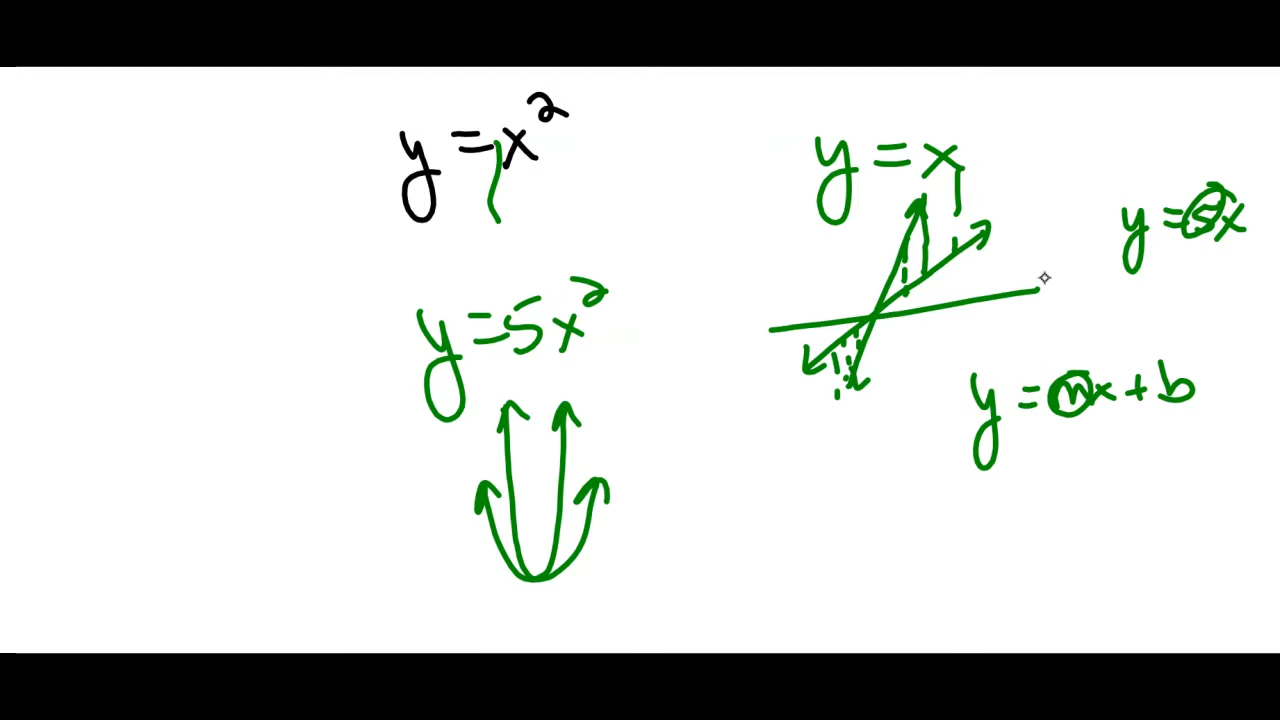 y = x²
y = x
y = 5x
y = 5x²
y = mx + b